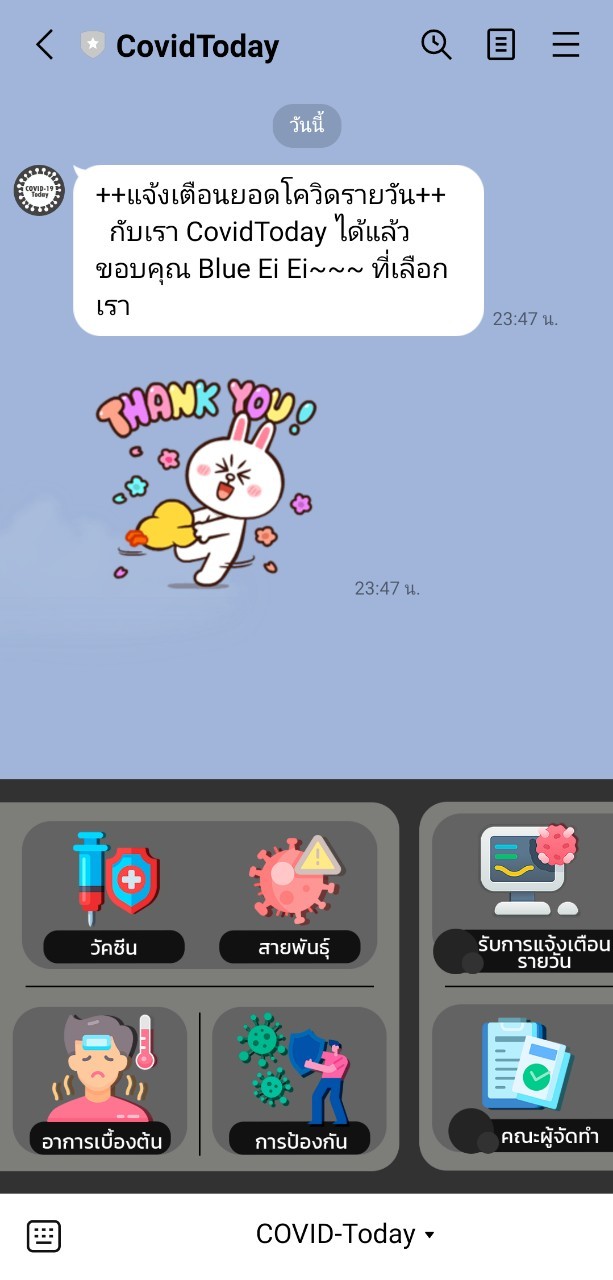 CovidToday
วันนี้
COVID-19
Today
++แจ้งเตือนยอดโควิดรายวัน++
กับเรา CovidToday ได้แล้ว
ขอบคุณ Blue Ei Ei~~~ ที่เลือก
เรา
23:47 น.
THANK YOU!
23:47 น.
วัคซีน
สายพันธุ์
รับการแจ้งเตือน
รายวัน
อาการเบื้องต้น
การป้องกัน
คณะผู้จัดทำ
COVID-Today